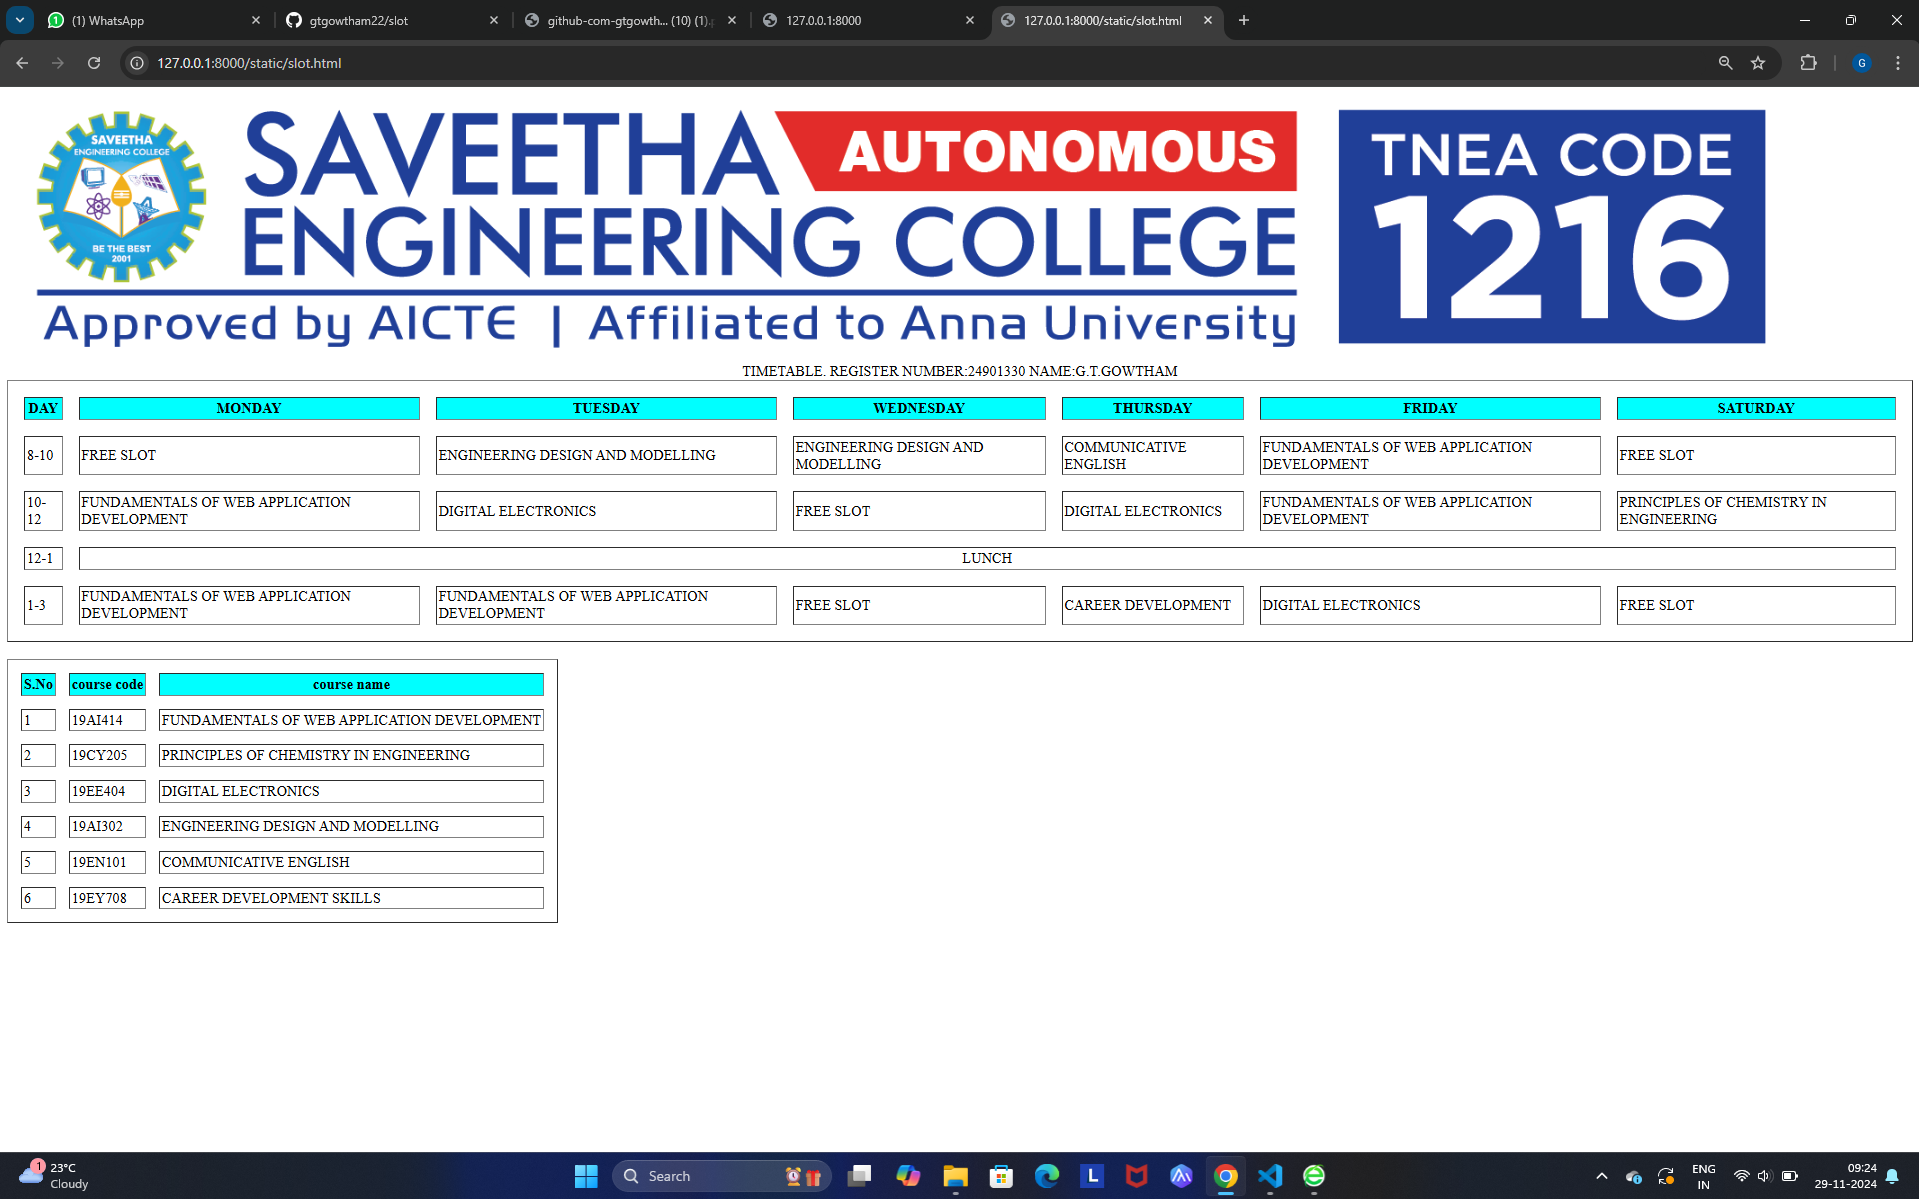 (1) WhatsApp
gtgowtham22/slot
github-com-gtgowth... (10) (1).
127.0.0.1:8000
127.0.0.1:8000/static/slot.html
127.0.0.1:8000/static/slot.html
G
SAVEETHA
ENGINEERING COLLEGE
BE THE BEST
2001
SAVEETHA AUTONOMOUS
ENGINEERING COLLEGE
Approved by AICTE | Affiliated to Anna University
TNEA CODE
1216
TIMETABLE. REGISTER NUMBER:24901330 NAME:G.T.GOWTHAM
DAY MONDAY TUESDAY WEDNESDAY THURSDAY FRIDAY SATURDAY
8-10
FREE SLOT
ENGINEERING DESIGN AND MODELLING
ENGINEERING DESIGN AND
MODELLING
COMMUNICATIVE
ENGLISH
FUNDAMENTALS OF WEB APPLICATION
DEVELOPMENT
FREE SLOT
10-
12
FUNDAMENTALS OF WEB APPLICATION
DEVELOPMENT
DIGITAL ELECTRONICS
FREE SLOT
DIGITAL ELECTRONICS
FUNDAMENTALS OF WEB APPLICATION
DEVELOPMENT
PRINCIPLES OF CHEMISTRY IN
ENGINEERING
12-1 LUNCH
1-3
FUNDAMENTALS OF WEB APPLICATION
DEVELOPMENT
FUNDAMENTALS OF WEB APPLICATION
DEVELOPMENT
FREE SLOT
CAREER DEVELOPMENT
DIGITAL ELECTRONICS
FREE SLOT
S.No course code course name
1 19AI414 FUNDAMENTALS OF WEB APPLICATION DEVELOPMENT
2 19CY205 PRINCIPLES OF CHEMISTRY IN ENGINEERING
3 19EE404 DIGITAL ELECTRONICS
4 19AI302 ENGINEERING DESIGN AND MODELLING
5 19EN101 COMMUNICATIVE ENGLISH
6 19EY708 CAREER DEVELOPMENT SKILLS
1
23°C
Cloudy
Search
L
ENG
IN
09:24
29-11-2024